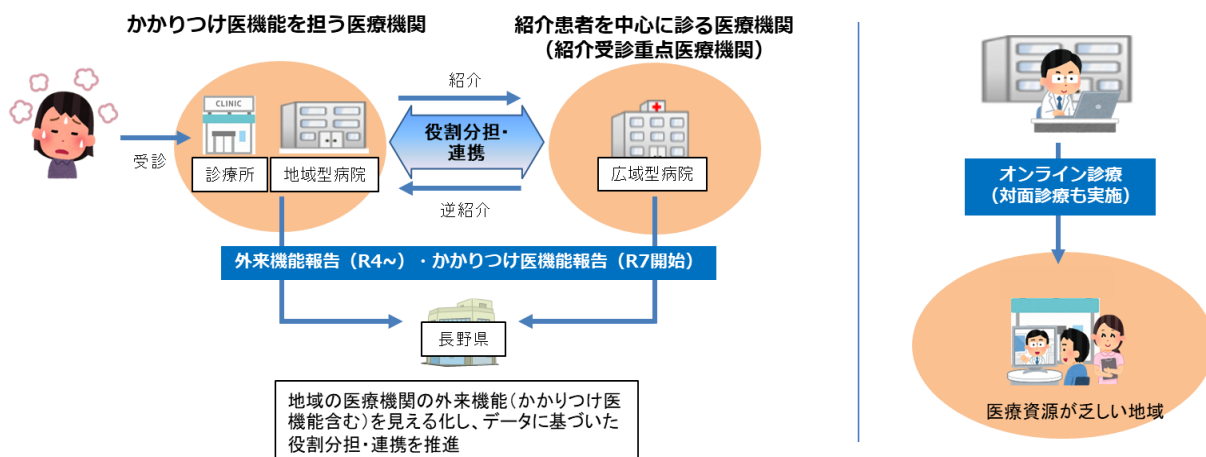 かかりつけ医機能を担う医療機関
紹介患者を中心に診る医療機関
（紹介受診重点医療機関）
紹介
CLINIC
役割分担・
連携
受診
診療所
地域型病院
広域型病院
逆紹介
外来機能報告（R4~）・かかりつけ医機能報告（R7開始）
長野県
地域の医療機関の外来機能（かかりつけ医
機能含む）を見える化し、データに基づいた
役割分担・連携を推進
オンライン診療
（対面診療も実施）
医療資源が乏しい地域